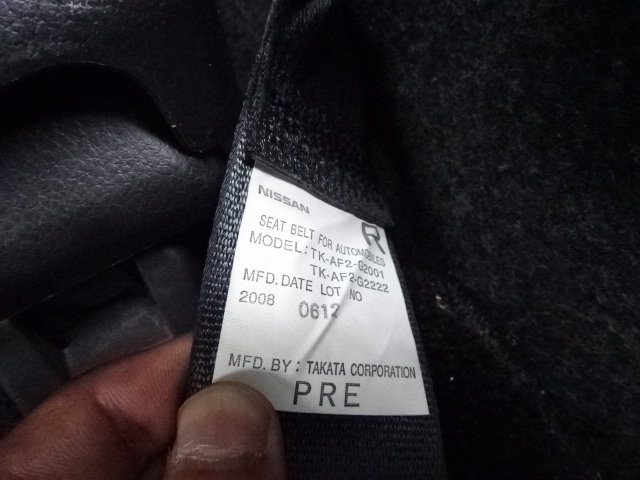 NISSAN
R
SEAT BELT FOR AUTOMOBILES
MODEL: TK-AF2-G2001
TK-AF2-G2222
MFD. DATE LOT NO
2008 0612
MFD. BY : TAKATA CORPORATION
PRE